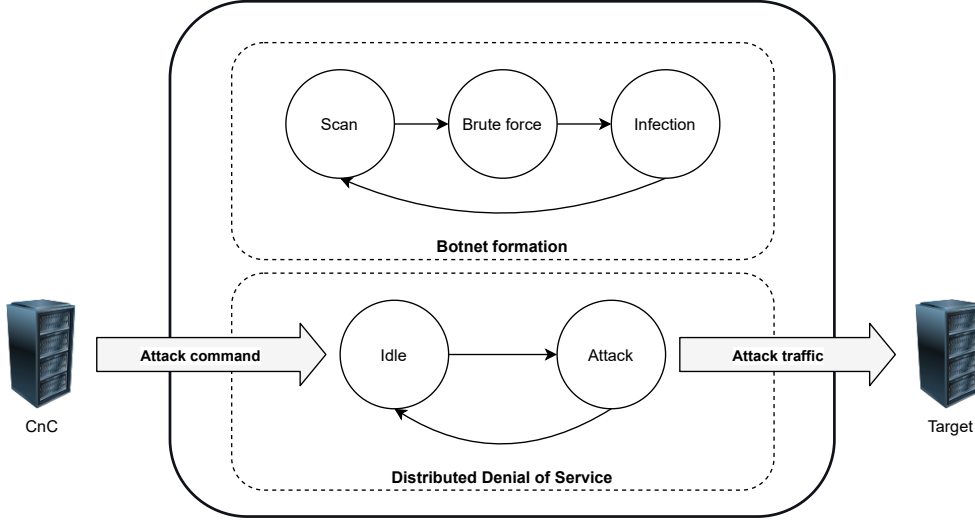 Scan
Brute force
Infection
Botnet formation
Attack command
Idle
Attack
Attack traffic
CnC
Target
Distributed Denial of Service